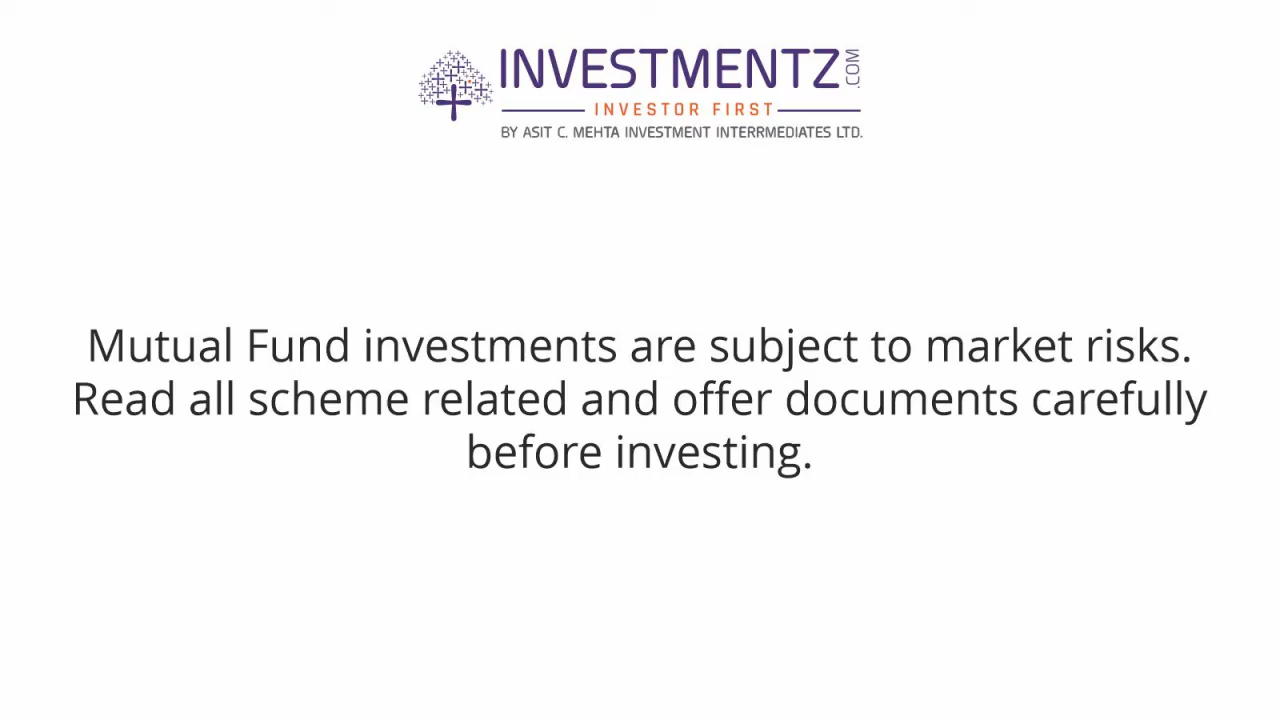 INVESTMENTZ.COM
INVESTOR FIRST
BY ASIT C. MEHTA INVESTMENT INTERRMEDIATES LTD.
Mutual Fund investments are subject to market risks.
Read all scheme related and offer documents carefully
before investing.